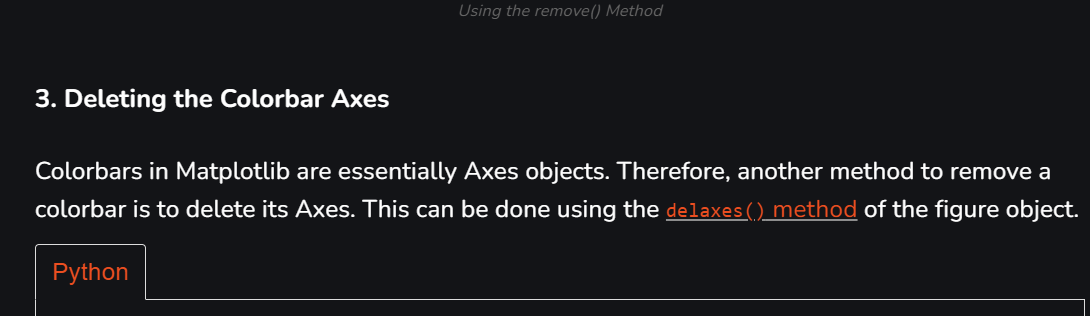 Using the remove() Method
3. Deleting the Colorbar Axes
Colorbars in Matplotlib are essentially Axes objects. Therefore, another method to remove a
colorbar is to delete its Axes. This can be done using the delaxes() method of the figure object.
Python